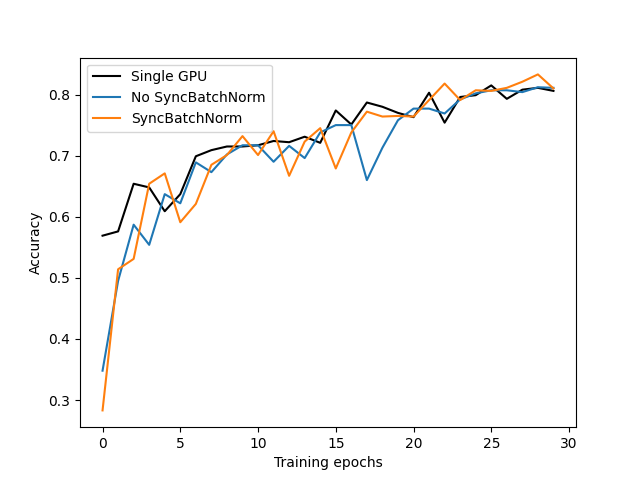 Single GPU
No SyncBatchNorm
SyncBatchNorm
0.8
0.7
0.6
0.5
0.4
0.3
Accuracy
0 5 10 15 20 25 30
Training epochs